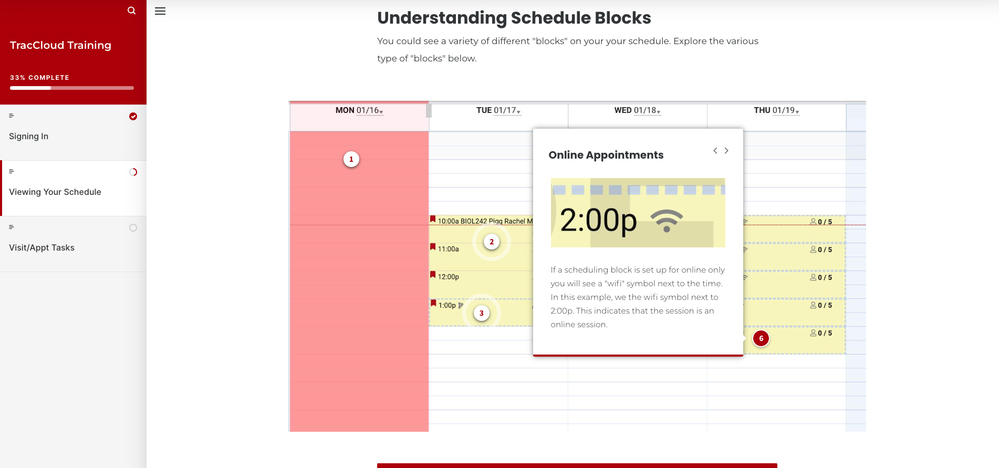 TracCloud Training
33% COMPLETE
Signing In
Viewing Your Schedule
Visit/Appt Tasks
Understanding Schedule Blocks
You could see a variety of different "blocks" on your your schedule. Explore the various
type of "blocks" below.
MON 01/16
TUE 01/17
WED 01/18
THU 01/19
1
10:00a BIOL242 Pigg Rachel M
2
11:00a
12:00p
1:00p
3
Online Appointments
2:00p
If a scheduling block is set up for online only
you will see a "wifi" symbol next to the time.
In this example, we the wifi symbol next to
2:00p. This indicates that the session is an
online session.
0 / 5
0 / 5
0 / 5
0 / 5
0 / 5
6